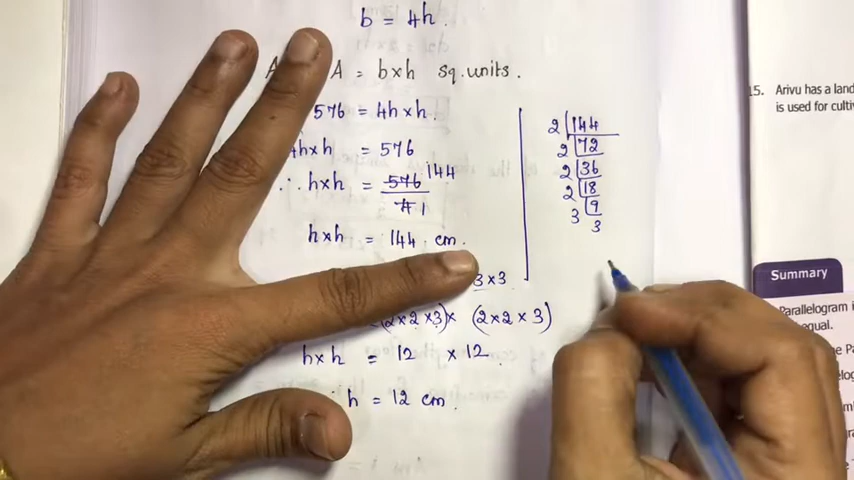 b = 4h.
A = b×h sq.units.
576 = 4h×h.
4h×h = 576
∴ h×h = 576 144
4 1
h×h = 144 cm.
3×3
(2×2×3)× (2×2×3)
h×h = 12 ×12
h = 12 cm.
2 144
2 72
2 36
2 18
3 9
3
15. Arivu has a land
is used for culti
Summary
Parallelogram i
equal.